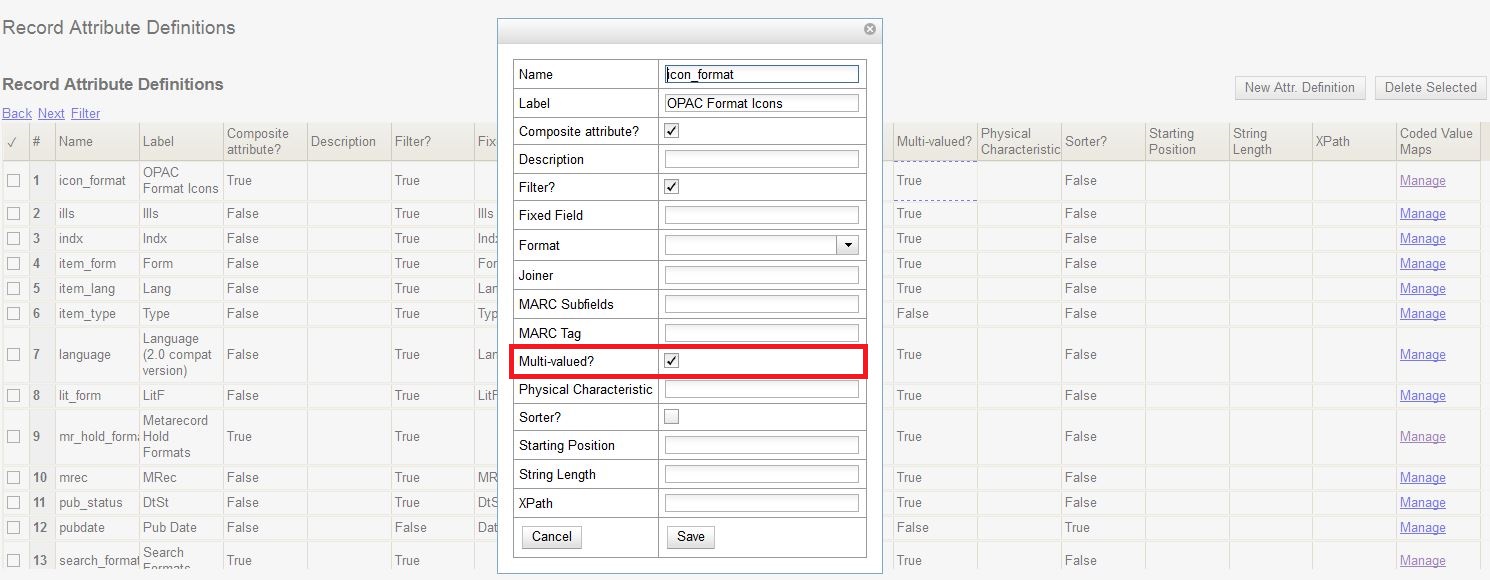 Record Attribute Definitions
Record Attribute Definitions
New Attr. Definition Delete Selected
Back Next Filter
✓ # Name Label Composite attribute? Description Filter? Fix Multi-valued? Physical Characteristic Sorter? Starting Position String Length XPath Coded Value Maps
1 icon_format OPAC Format Icons True True True False Manage
2 ills Ills False True Ills True False Manage
3 indx Indx False True Indx True False Manage
4 item_form Form False True For True False Manage
5 item_lang Lang False True Lan True False Manage
6 item_type Type False True Typ False False Manage
7 language Language (2.0 compat version) False True Lan True False Manage
8 lit_form LitF False True LitF True False Manage
9 mr_hold_forma Metarecord Hold Formats True True True False Manage
10 mrec MRec False True MR True False Manage
11 pub_status DtSt False True DtS True False Manage
12 pubdate Pub Date False False Dat False True Manage
13 search_format Search Formats True True True False Manage
Name icon_format
Label OPAC Format Icons
Composite attribute? ✓
Description
Filter? ✓
Fixed Field
Format
Joiner
MARC Subfields
MARC Tag
Multi-valued? ✓
Physical Characteristic
Sorter?
Starting Position
String Length
XPath
Cancel Save